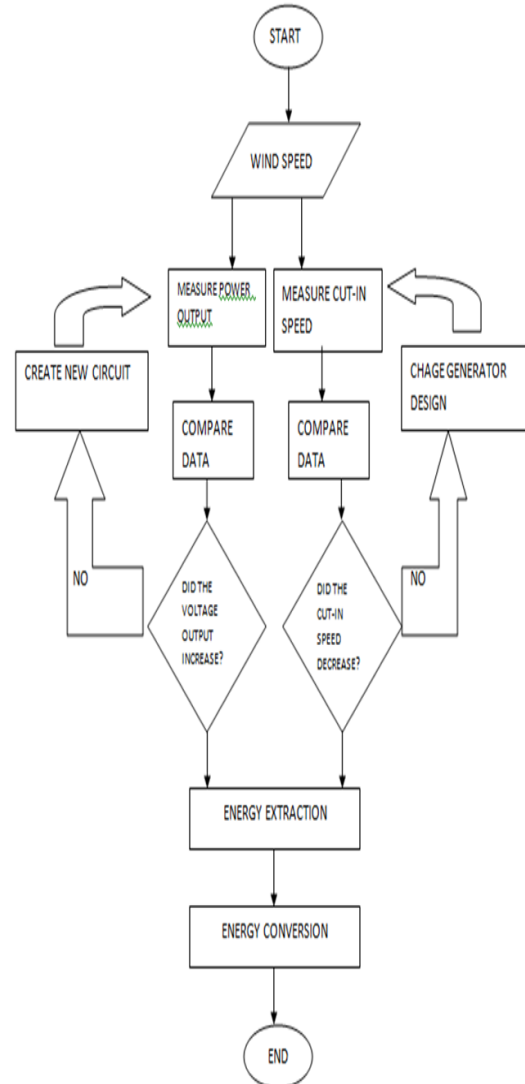 START
WIND SPEED
MEASURE POWER
OUTPUT
MEASURE CUT-IN
SPEED
CREATE NEW CIRCUIT
CHAGE GENERATOR
DESIGN
COMPARE
DATA
COMPARE
DATA
NO
DID THE
VOLTAGE
OUTPUT
INCREASE?
DID THE
CUT-IN
SPEED
DECREASE?
NO
ENERGY EXTRACTION
ENERGY CONVERSION
END